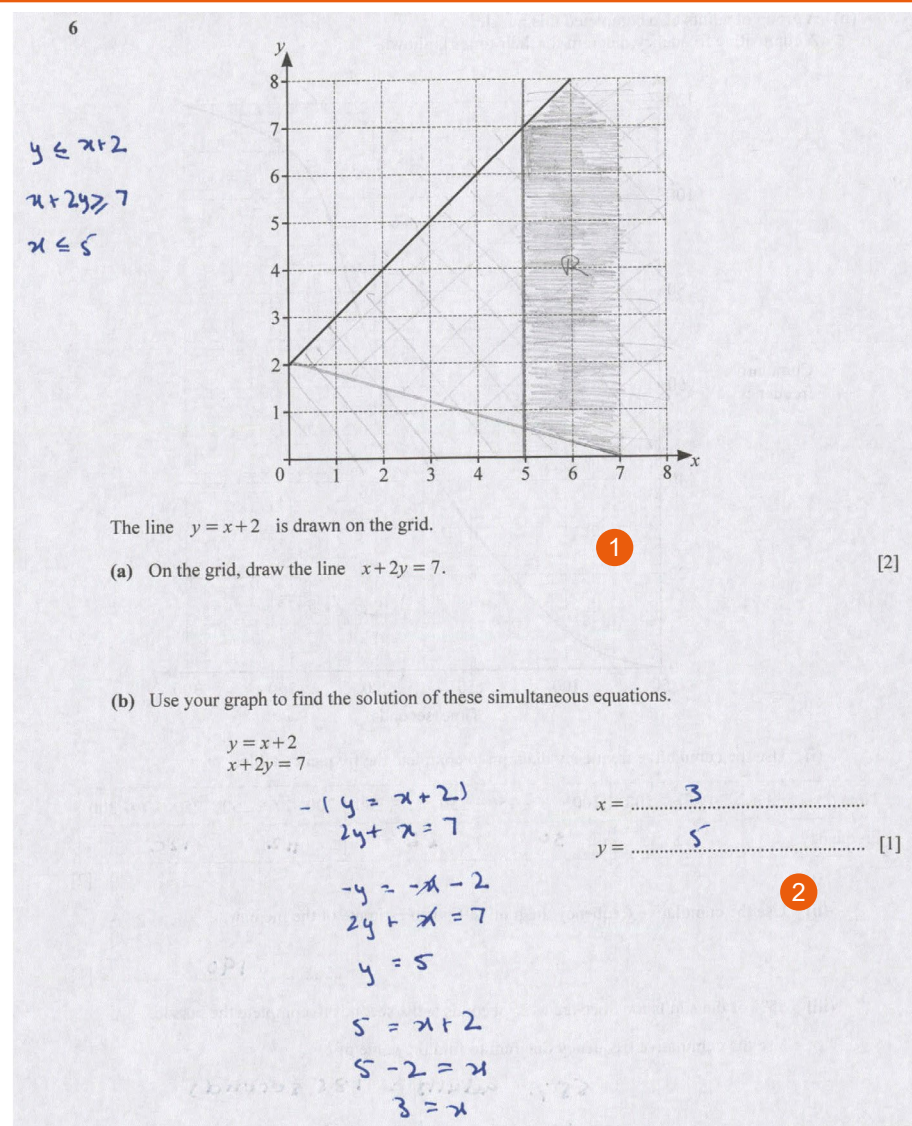 6
y
8
7
6
5
4
3
2
1
0 1 2 3 4 5 6 7 8 x
R
y ≤ x+2
x+2y ≥ 7
x ≤ 5
The line y = x+2 is drawn on the grid.
1
(a) On the grid, draw the line x+2y = 7. [2]
(b) Use your graph to find the solution of these simultaneous equations.
y = x+2
x+2y = 7
-(y = x+2)
2y+ x = 7
-y = -x - 2
2y + x = 7
y = 5
5 = x+2
5 - 2 = x
3 = x
x = 3
y = 5 [1]
2